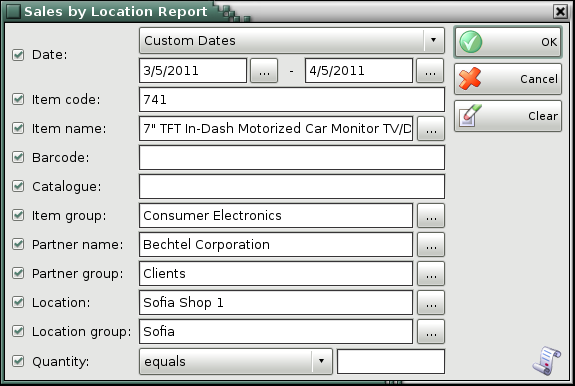 Sales by Location Report
Date: Custom Dates OK
3/5/2011 ... - 4/5/2011 ... Cancel
Item code: 741
Item name: 7" TFT In-Dash Motorized Car Monitor TV/D ... Clear
Barcode:
Catalogue:
Item group: Consumer Electronics ...
Partner name: Bechtel Corporation ...
Partner group: Clients ...
Location: Sofia Shop 1 ...
Location group: Sofia ...
Quantity: equals